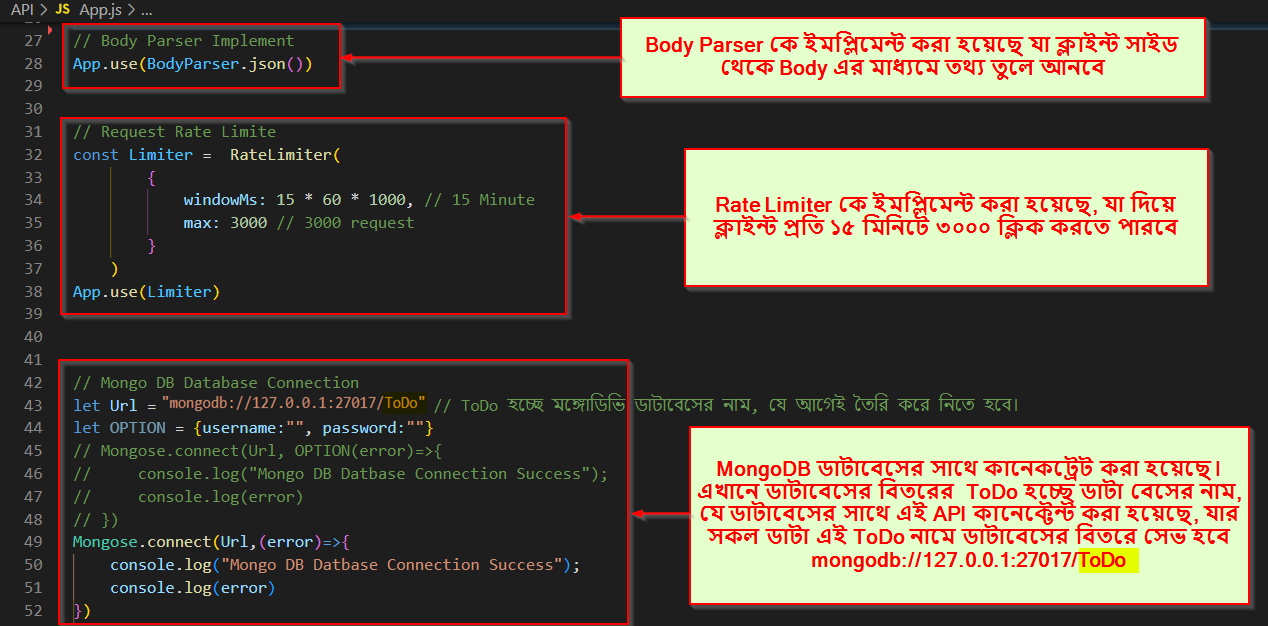 API > JS App.js > ...
27 // Body Parser Implement
28 App.use(BodyParser.json())
29
30
31 // Request Rate Limite
32 const Limiter = RateLimiter(
33 {
34 windowMs: 15 * 60 * 1000, // 15 Minute
35 max: 3000 // 3000 request
36 }
37 )
38 App.use(Limiter)
39
40
41
42 // Mongo DB Database Connection
43 let Url = "mongodb://127.0.0.1:27017/ToDo" // ToDo হচ্ছে মঙ্গোডিভি ডাটাবেসের নাম, যে আগেই তৈরি করে নিতে হবে।
44 let OPTION = {username:"", password:""}
45 // Mongose.connect(Url, OPTION(error)=>{
46 // console.log("Mongo DB Datbase Connection Success");
47 // console.log(error)
48 // })
49 Mongose.connect(Url,(error)=>{
50 console.log("Mongo DB Datbase Connection Success");
51 console.log(error)
52 })
Body Parser কে ইমপ্লিমেন্ট করা হয়েছে যা ক্লাইন্ট সাইড
থেকে Body এর মাধ্যমে তথ্য তুলে আনবে
Rate Limiter কে ইমপ্লিমেন্ট করা হয়েছে, যা দিয়ে
ক্লাইন্ট প্রতি ১৫ মিনিটে ৩০০০ ক্লিক করতে পারবে
MongoDB ডাটাবেসের সাথে কানেকট্রেট করা হয়েছে।
এখানে ডাটাবেসের বিতরের ToDo হচ্ছে ডাটা বেসের নাম,
যে ডাটাবেসের সাথে এই API কানেক্টেন্ট করা হয়েছে, যার
সকল ডাটা এই ToDo নামে ডাটাবেসের বিতরে সেভ হবে
mongodb://127.0.0.1:27017/ToDo